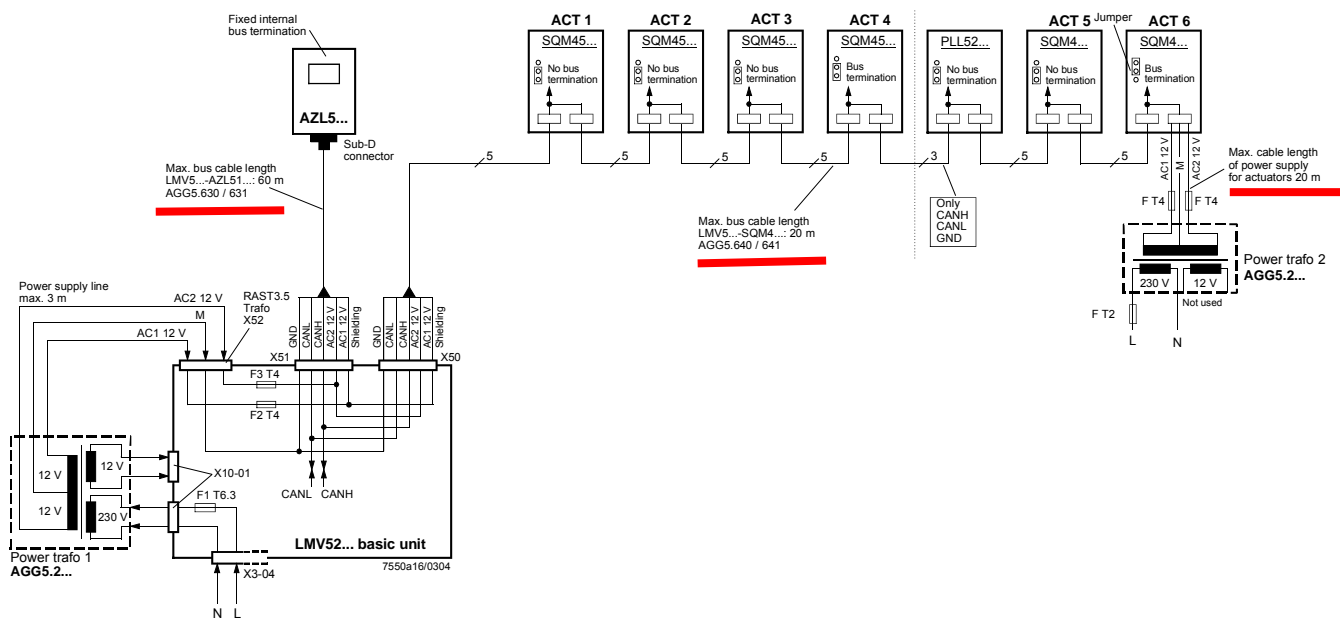 Fixed internal
bus termination
AZL5...
Sub-D
connector
Max. bus cable length
LMV5...-AZL51...: 60 m
AGG5.630 / 631
ACT 1
SQM45...
No bus
termination
ACT 2
SQM45...
No bus
termination
ACT 3
SQM45...
No bus
termination
ACT 4
SQM45...
Bus
termination
PLL52...
No bus
termination
ACT 5
SQM4...
No bus
termination
Jumper
ACT 6
SQM4...
Bus
termination
5
5
5
5
3
5
5
Max. bus cable length
LMV5...-SQM4...: 20 m
AGG5.640 / 641
Only
CANH
CANL
GND
AC1 12 V
M
AC2 12 V
Max. cable length
of power supply
for actuators 20 m
F T4
F T4
Power trafo 2
AGG5.2...
230 V
12 V
Not used
F T2
L
N
Power supply line
max. 3 m
AC2 12 V
M
AC1 12 V
RAST3.5
Trafo
X52
GND
CANL
CANH
AC2 12 V
AC1 12 V
Shielding
GND
CANL
CANH
AC2 12 V
AC1 12 V
Shielding
X51
X50
F3 T4
F2 T4
12 V
12 V
12 V
230 V
X10-01
F1 T6.3
CANL
CANH
LMV52... basic unit
7550a16/0304
Power trafo 1
AGG5.2...
X3-04
N
L